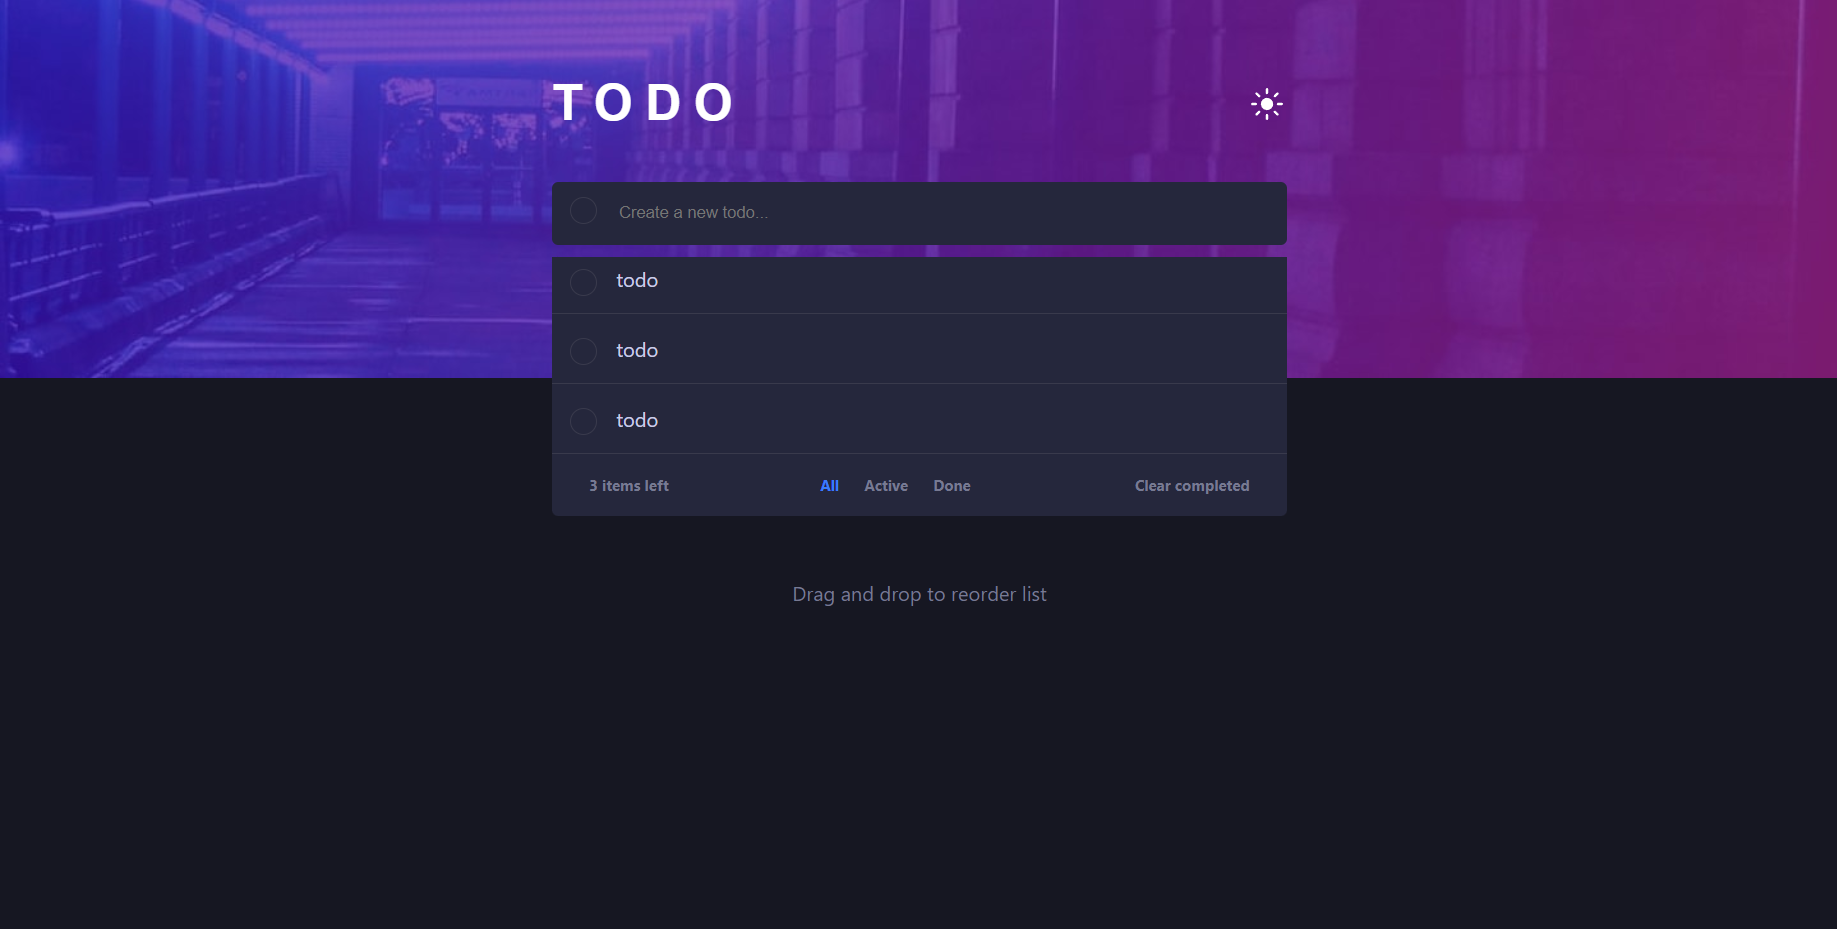 TODO
Create a new todo...
todo
todo
todo
3 items left All Active Done Clear completed
Drag and drop to reorder list